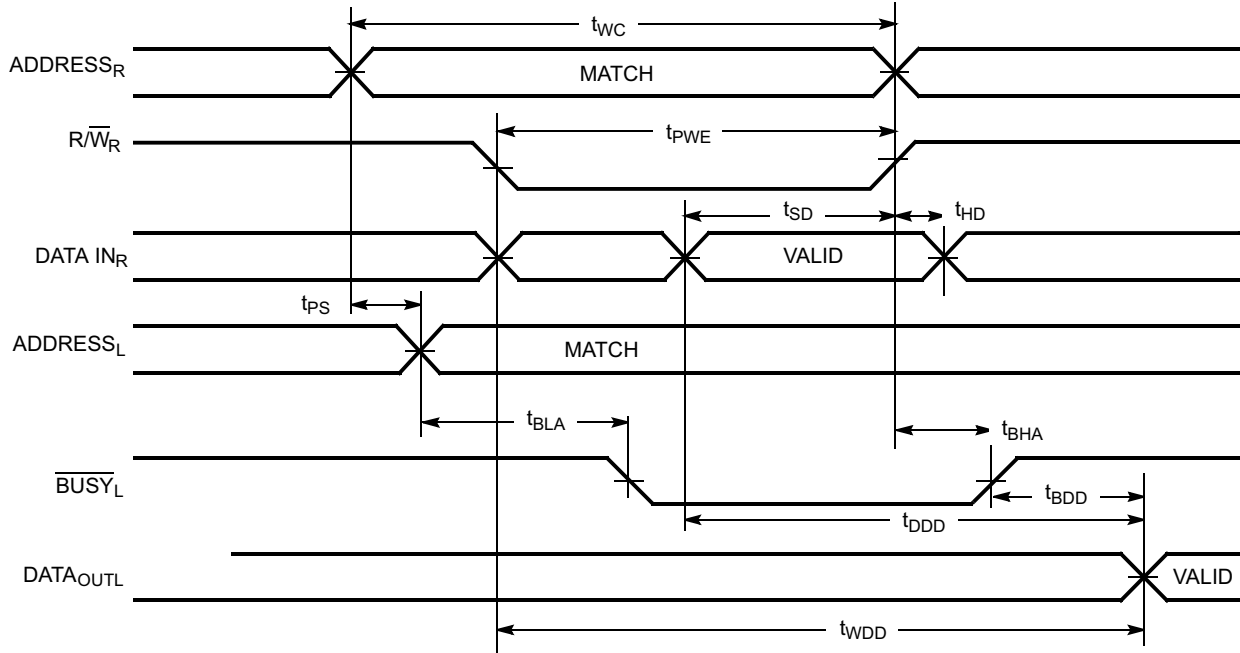 tWC
ADDRESSR
MATCH
R/W̅R
tPWE
tSD
tHD
DATA INR
VALID
tPS
ADDRESSL
MATCH
tBLA
tBHA
B̅U̅S̅Y̅L
tBDD
tDDD
DATAOUTL
VALID
tWDD